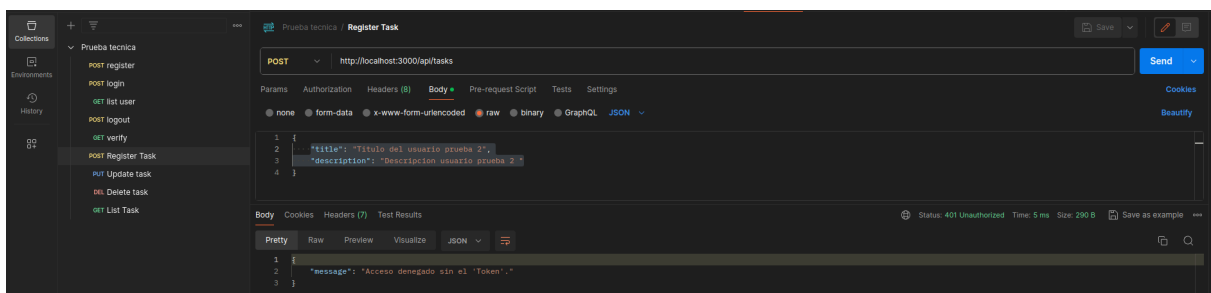 Collections
Environments
History
Prueba tecnica
POST register
POST login
GET list user
POST logout
GET verify
POST Register Task
PUT Update task
DEL Delete task
GET List Task
Prueba tecnica / Register Task
Save
POST http://localhost:3000/api/tasks
Send
Params Authorization Headers (8) Body Pre-request Script Tests Settings Cookies
none form-data x-www-form-urlencoded raw binary GraphQL JSON Beautify
1 {
2 "title": "Titulo del usuario prueba 2",
3 "description": "Descripcion usuario prueba 2 "
4 }
Body Cookies Headers (7) Test Results Status: 401 Unauthorized Time: 5 ms Size: 290 B Save as example
Pretty Raw Preview Visualize JSON
1 {
2 "message": "Acceso denegado sin el 'Token'."
3 }